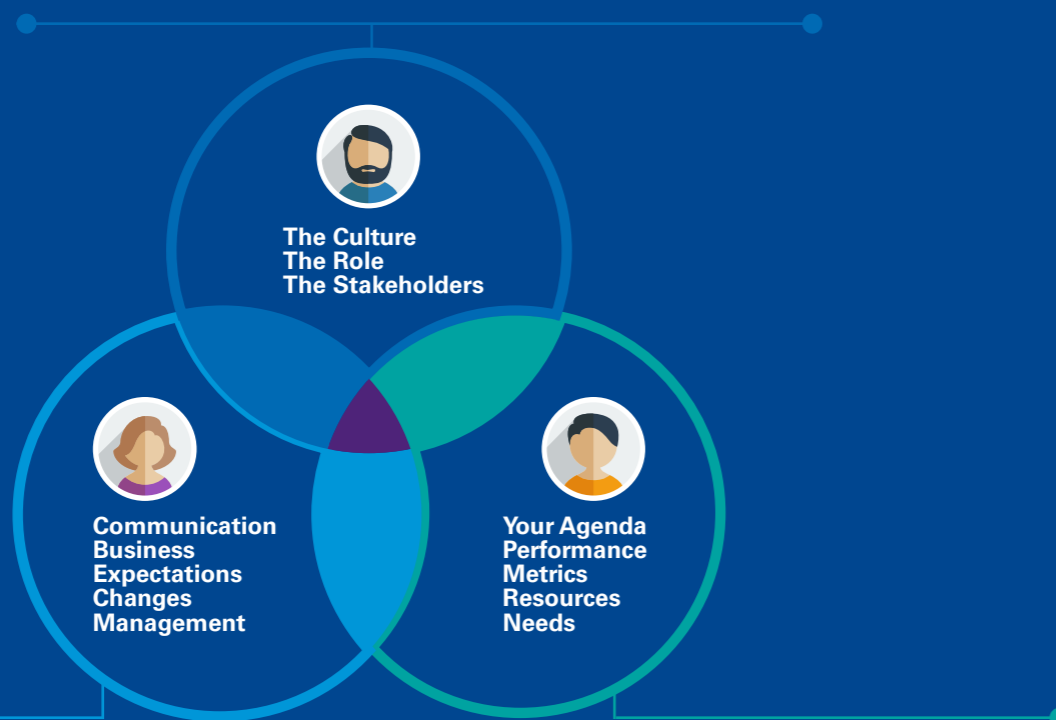 The Culture
The Role
The Stakeholders
Communication
Business
Expectations
Changes
Management
Your Agenda
Performance
Metrics
Resources
Needs